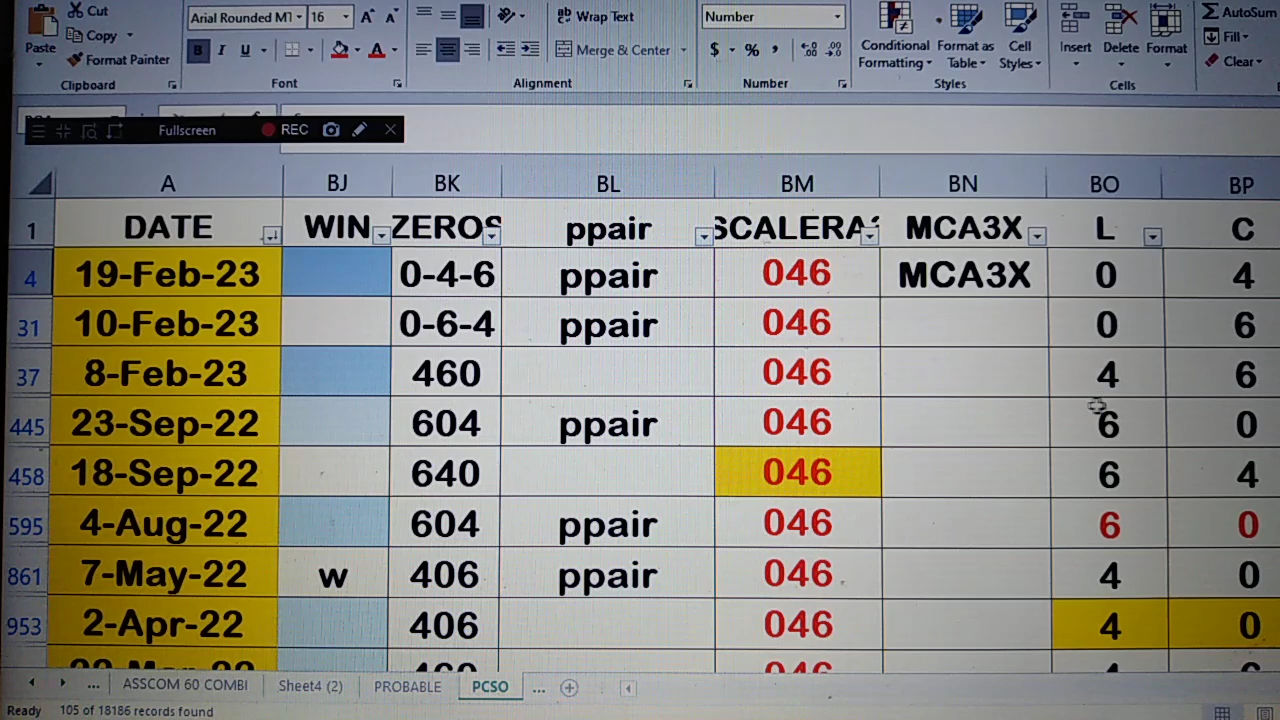 Cut
Copy
Format Painter
Paste
Clipboard
Arial Rounded MT 16 A A
B I U A
Font
ab Wrap Text
Merge & Center
Alignment
Number
$ % ,
Number
Conditional Formatting
Format as Table
Cell Styles
Styles
Insert Delete Format
Cells
Σ AutoSum
Fill
Clear
Fullscreen REC
A BJ BK BL BM BN BO BP
1 DATE WIN ZEROS ppair SCALERA MCA3X L C
4 19-Feb-23 0-4-6 ppair 046 MCA3X 0 4
31 10-Feb-23 0-6-4 ppair 046 0 6
37 8-Feb-23 460 046 4 6
445 23-Sep-22 604 ppair 046 6 0
458 18-Sep-22 640 046 6 4
595 4-Aug-22 604 ppair 046 6 0
861 7-May-22 w 406 ppair 046 4 0
953 2-Apr-22 406 046 4 0
... ASSCOM 60 COMBI Sheet4 (2) PROBABLE PCSO ...
Ready 105 of 18186 records found